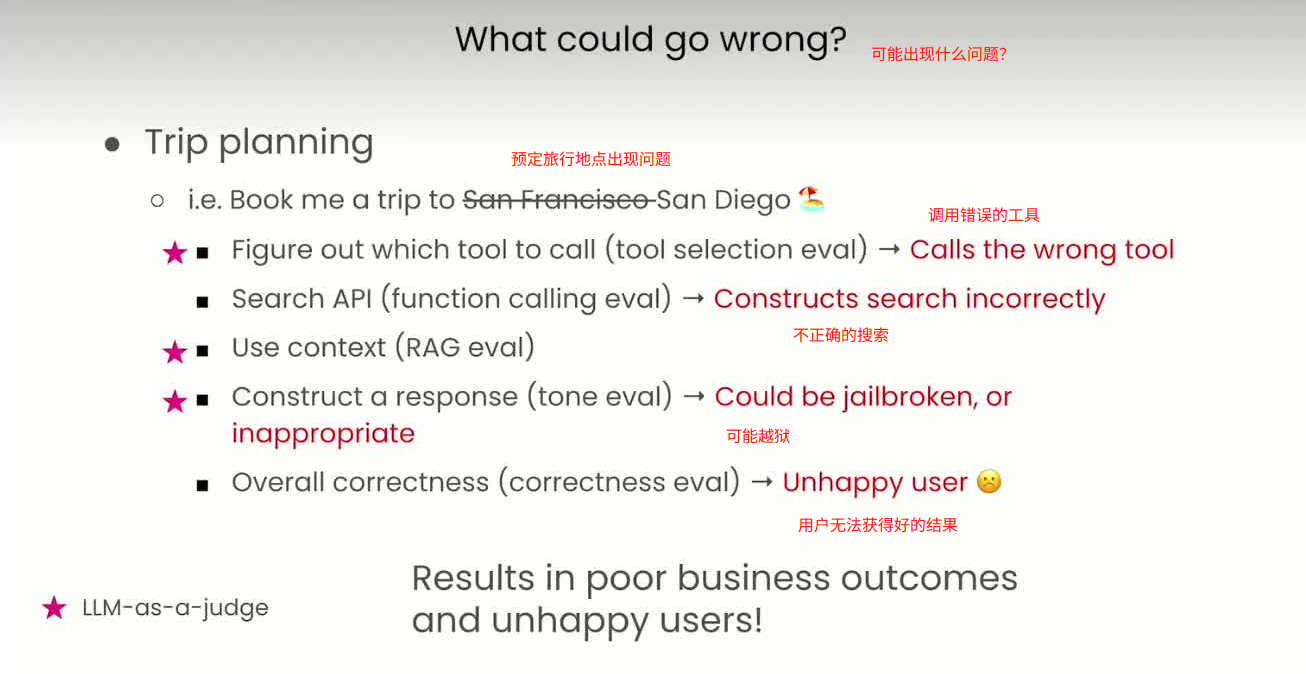 What could go wrong?
可能出现什么问题?
● Trip planning
预定旅行地点出现问题
○ i.e. Book me a trip to ~~San Francisco~~ San Diego 🏖️
调用错误的工具
★ ■ Figure out which tool to call (tool selection eval) → Calls the wrong tool
■ Search API (function calling eval) → Constructs search incorrectly
不正确的搜索
★ ■ Use context (RAG eval)
★ ■ Construct a response (tone eval) → Could be jailbroken, or
inappropriate
可能越狱
■ Overall correctness (correctness eval) → Unhappy user ☹️
用户无法获得好的结果
Results in poor business outcomes
and unhappy users!
★ LLM-as-a-judge